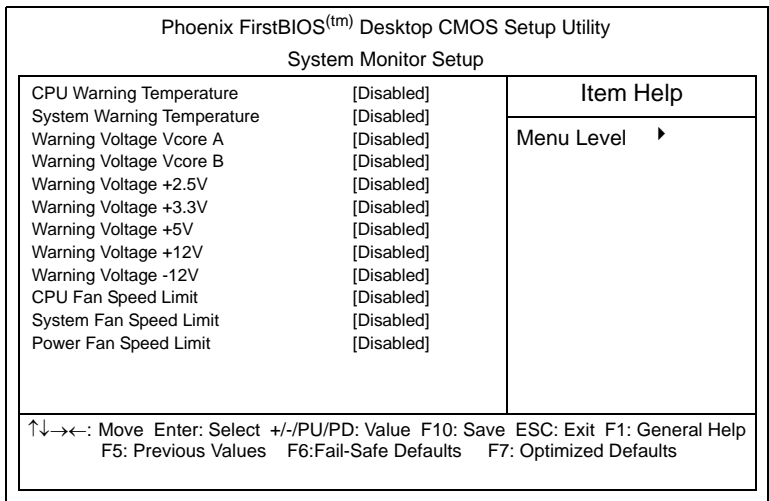 Phoenix FirstBIOS(tm) Desktop CMOS Setup Utility
System Monitor Setup
CPU Warning Temperature [Disabled]
System Warning Temperature [Disabled]
Warning Voltage Vcore A [Disabled]
Warning Voltage Vcore B [Disabled]
Warning Voltage +2.5V [Disabled]
Warning Voltage +3.3V [Disabled]
Warning Voltage +5V [Disabled]
Warning Voltage +12V [Disabled]
Warning Voltage -12V [Disabled]
CPU Fan Speed Limit [Disabled]
System Fan Speed Limit [Disabled]
Power Fan Speed Limit [Disabled]
Item Help
Menu Level
↑↓→←: Move Enter: Select +/-/PU/PD: Value F10: Save ESC: Exit F1: General Help
F5: Previous Values F6:Fail-Safe Defaults F7: Optimized Defaults